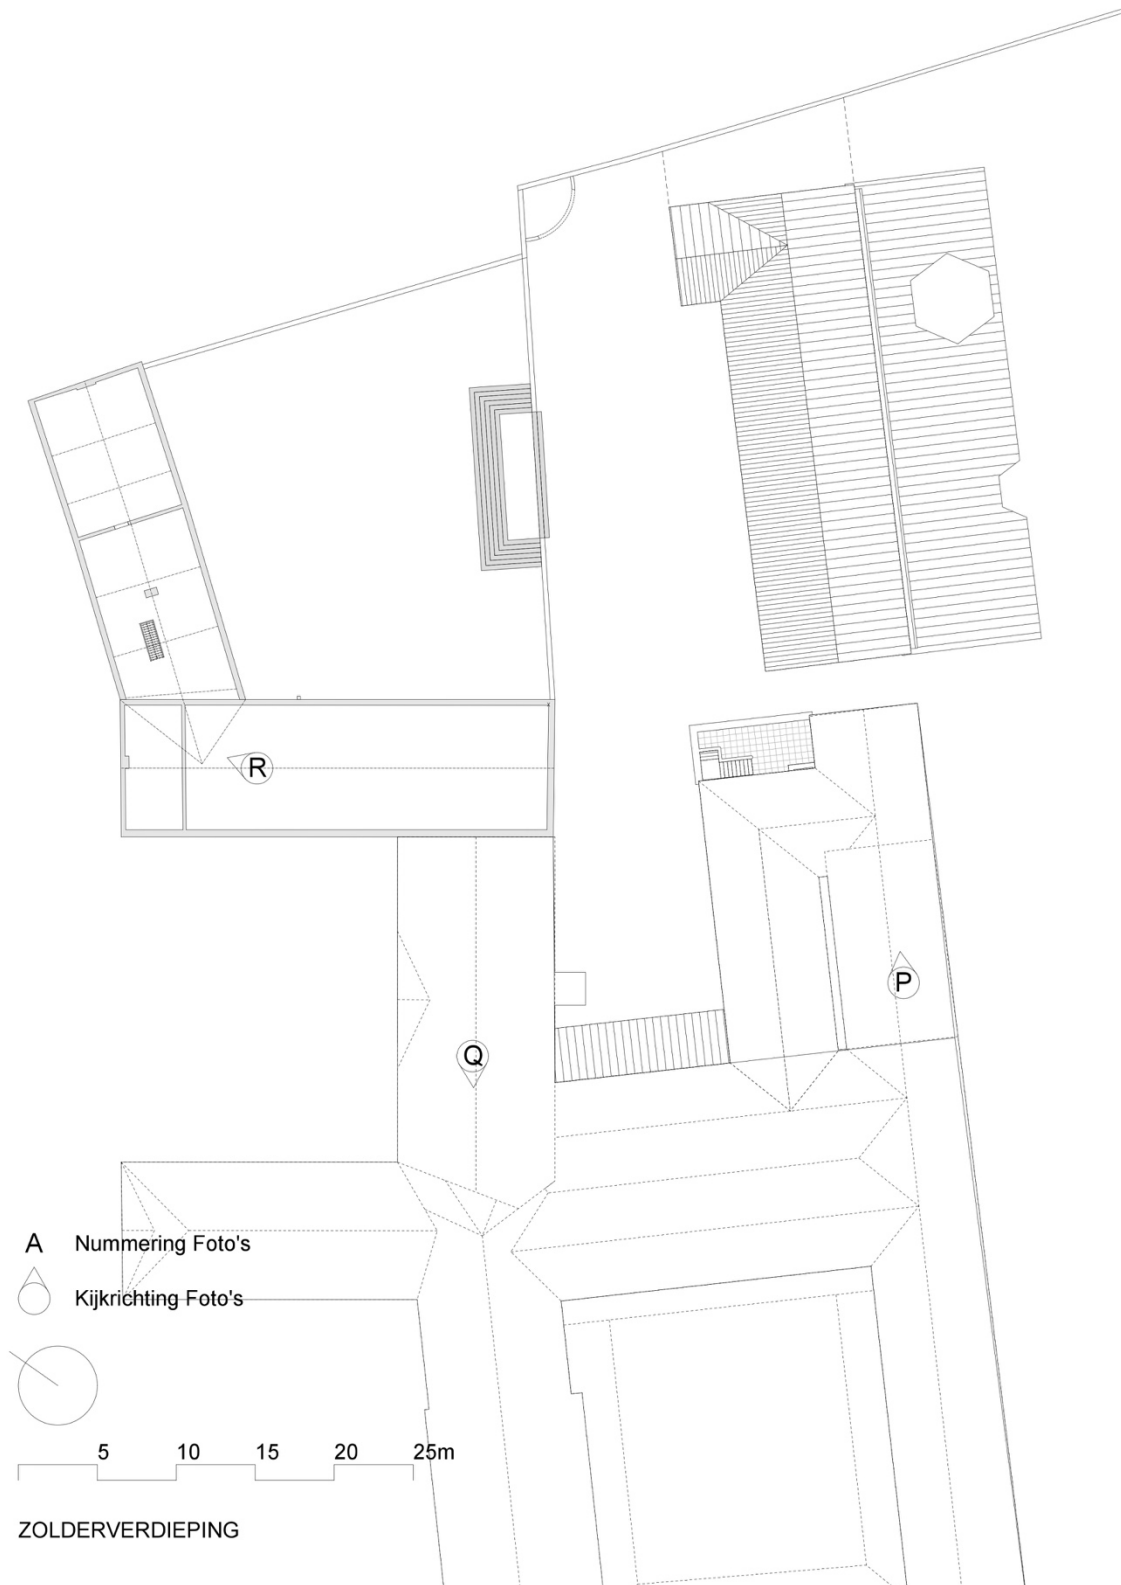 R
P
Q
A Nummering Foto's
Kijkrichting Foto's
5 10 15 20 25m
ZOLDERVERDIEPING